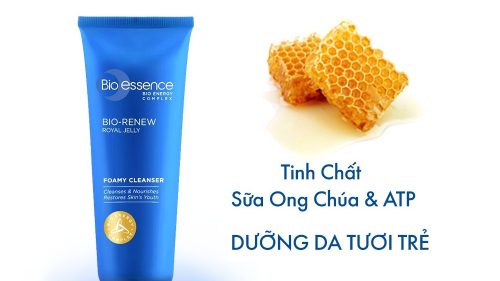 Bio essence
BIO ENERGY
COMPLEX
BIO-RENEW
ROYAL JELLY
FOAMY CLEANSER
Cleanses & Nourishes
Restores Skin's Youth
Tinh Chất
Sữa Ong Chúa & ATP
DƯỠNG DA TƯƠI TRẺ